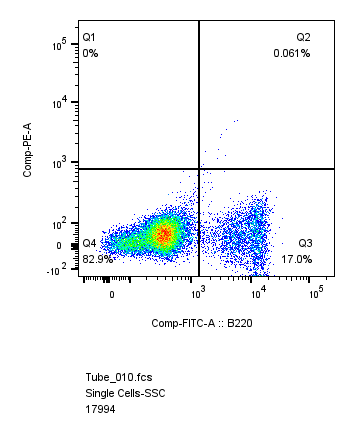 Q1
0%
Q2
0.061%
Q4
82.9%
Q3
17.0%
10^5
10^4
10^3
10^2
0
-10^2
Comp-PE-A
0
10^3
10^4
10^5
Comp-FITC-A :: B220
Tube_010.fcs
Single Cells-SSC
17994